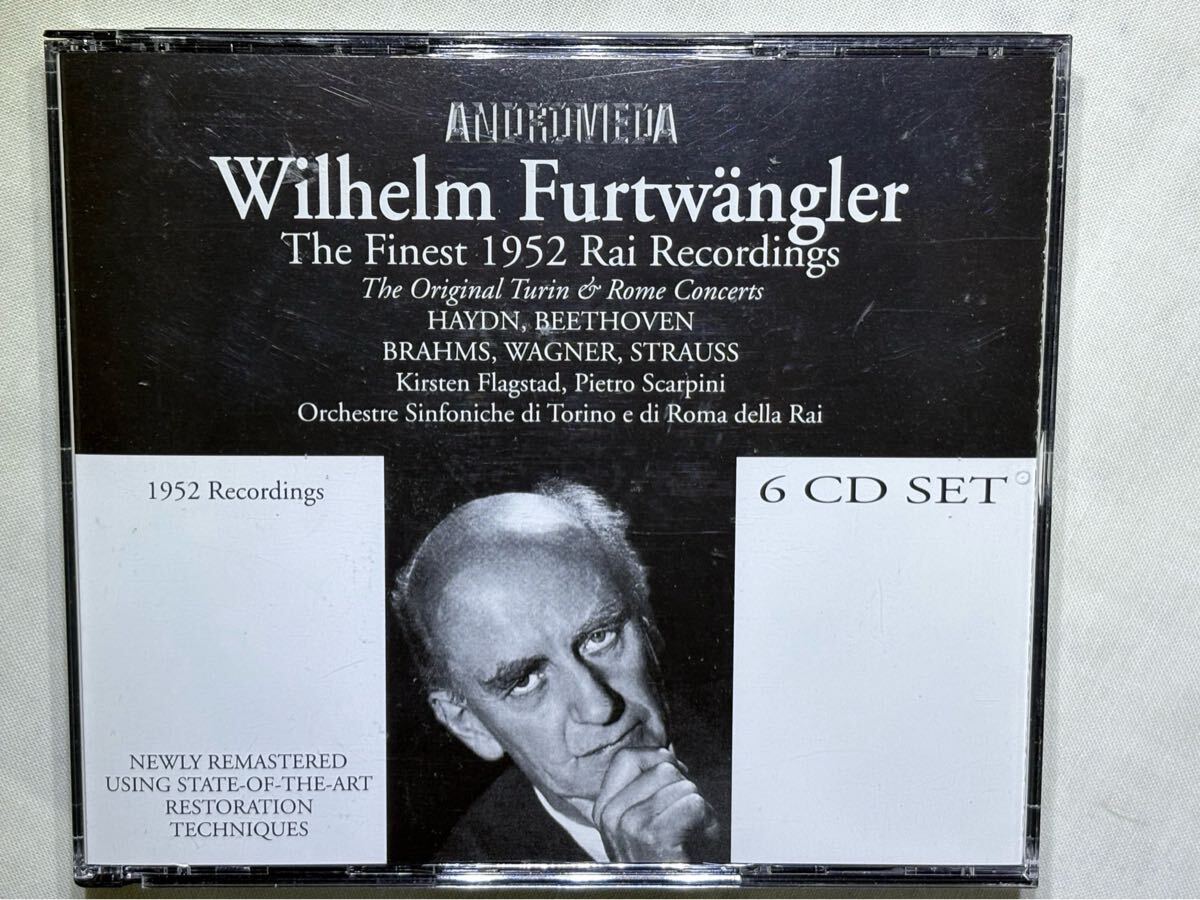 ANDROMEDA
Wilhelm Furtwängler
The Finest 1952 Rai Recordings
The Original Turin & Rome Concerts
HAYDN, BEETHOVEN
BRAHMS, WAGNER, STRAUSS
Kirsten Flagstad, Pietro Scarpini
Orchestre Sinfoniche di Torino e di Roma della Rai
1952 Recordings
6 CD SET
NEWLY REMASTERED
USING STATE-OF-THE-ART
RESTORATION
TECHNIQUES